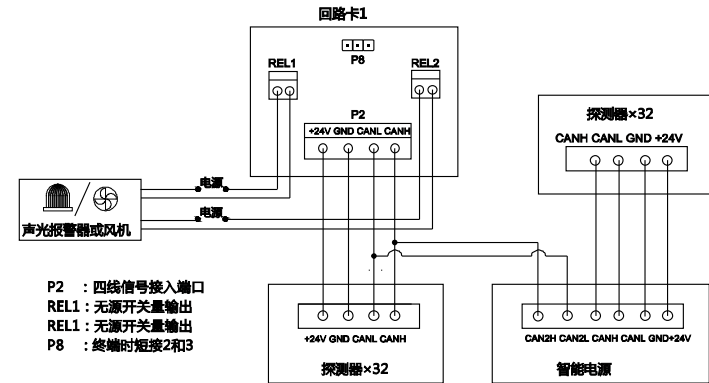 回路卡1
P8
REL1
REL2
P2
+24V GND CANL CANH
探测器×32
CANH CANL GND +24V
电源
电源
声光报警器或风机
P2 ：四线信号接入端口
REL1：无源开关量输出
REL1：无源开关量输出
P8 ：终端时短接2和3
+24V GND CANL CANH
探测器×32
CAN2H CAN2L CANH CANL GND+24V
智能电源